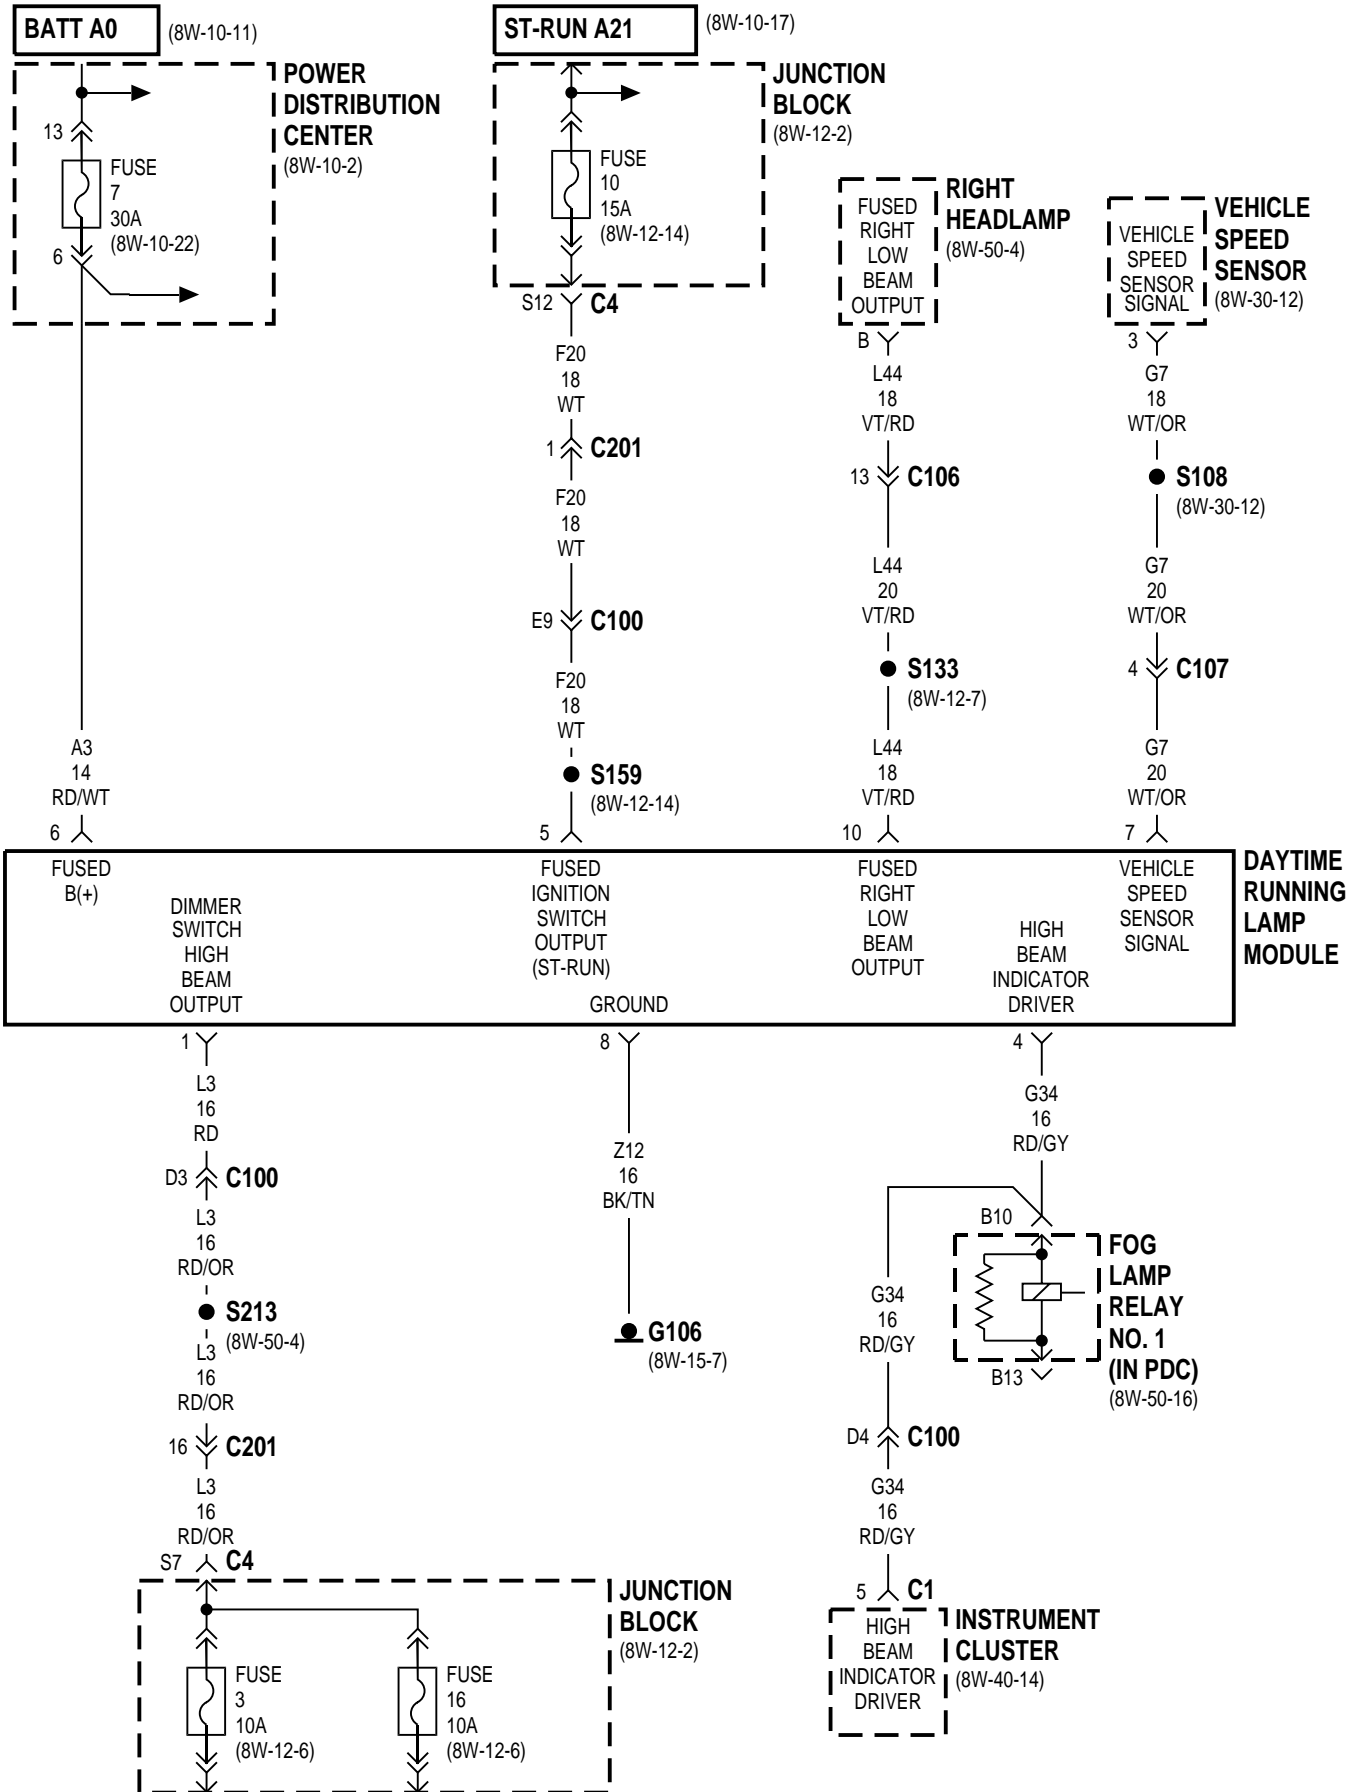 BATT A0
(8W-10-11)
ST-RUN A21
(8W-10-17)
POWER
DISTRIBUTION
CENTER
(8W-10-2)
13
FUSE
7
30A
(8W-10-22)
6
JUNCTION
BLOCK
(8W-12-2)
FUSE
10
15A
(8W-12-14)
S12
C4
F20
18
WT
1
C201
F20
18
WT
E9
C100
F20
18
WT
S159
(8W-12-14)
5
RIGHT
HEADLAMP
(8W-50-4)
FUSED
RIGHT
LOW
BEAM
OUTPUT
B
L44
18
VT/RD
13
C106
L44
20
VT/RD
S133
(8W-12-7)
L44
18
VT/RD
10
VEHICLE
SPEED
SENSOR
(8W-30-12)
VEHICLE
SPEED
SENSOR
SIGNAL
3
G7
18
WT/OR
S108
(8W-30-12)
G7
20
WT/OR
4
C107
G7
20
WT/OR
7
A3
14
RD/WT
6
DAYTIME
RUNNING
LAMP
MODULE
FUSED
B(+)
DIMMER
SWITCH
HIGH
BEAM
OUTPUT
FUSED
IGNITION
SWITCH
OUTPUT
(ST-RUN)
GROUND
FUSED
RIGHT
LOW
BEAM
OUTPUT
HIGH
BEAM
INDICATOR
DRIVER
VEHICLE
SPEED
SENSOR
SIGNAL
1
L3
16
RD
D3
C100
L3
16
RD/OR
S213
(8W-50-4)
L3
16
RD/OR
16
C201
L3
16
RD/OR
S7
C4
JUNCTION
BLOCK
(8W-12-2)
FUSE
3
10A
(8W-12-6)
FUSE
16
10A
(8W-12-6)
8
Z12
16
BK/TN
G106
(8W-15-7)
4
G34
16
RD/GY
B10
FOG
LAMP
RELAY
NO. 1
(IN PDC)
(8W-50-16)
B13
G34
16
RD/GY
D4
C100
G34
16
RD/GY
5
C1
INSTRUMENT
CLUSTER
(8W-40-14)
HIGH
BEAM
INDICATOR
DRIVER